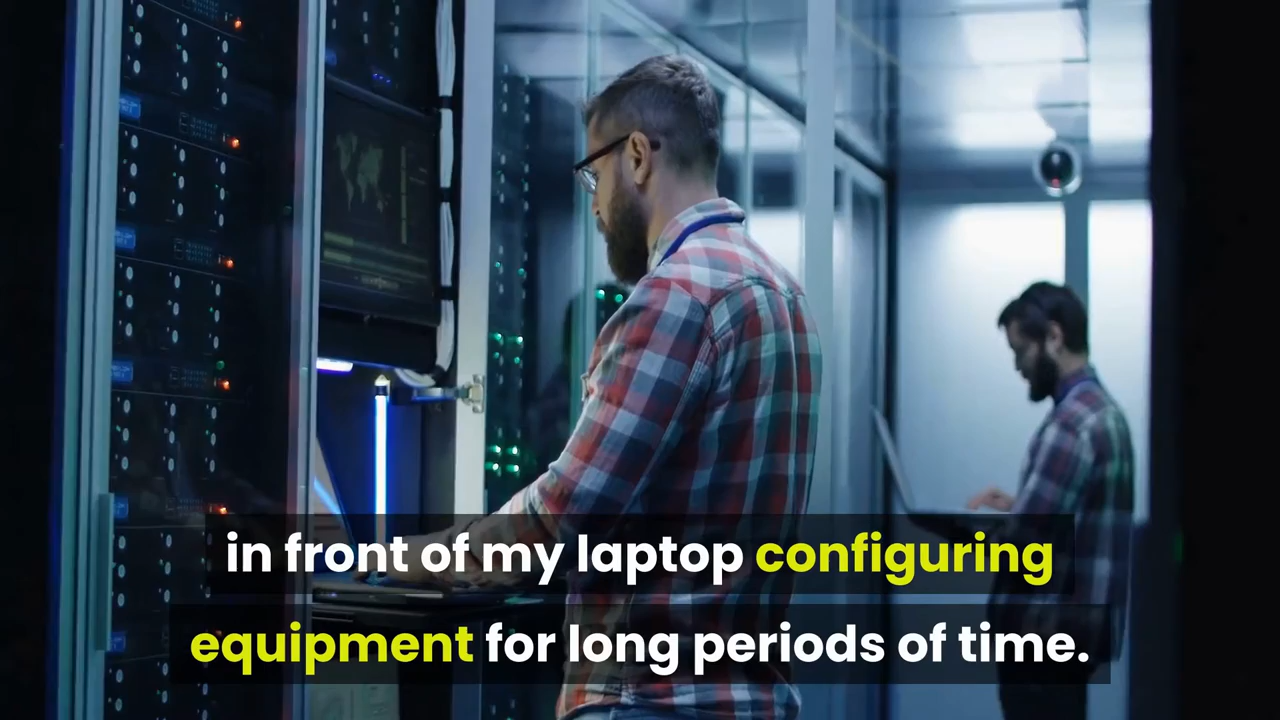 in front of my laptop configuring
equipment for long periods of time.